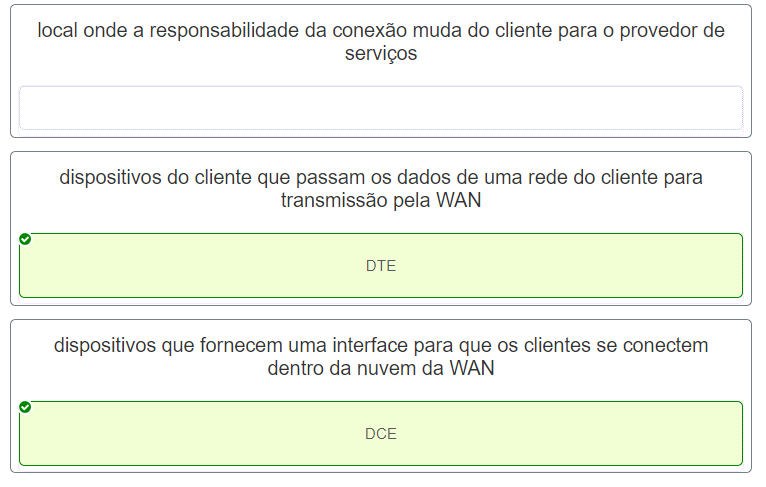 local onde a responsabilidade da conexão muda do cliente para o provedor de
serviços
dispositivos do cliente que passam os dados de uma rede do cliente para
transmissão pela WAN
DTE
dispositivos que fornecem uma interface para que os clientes se conectem
dentro da nuvem da WAN
DCE